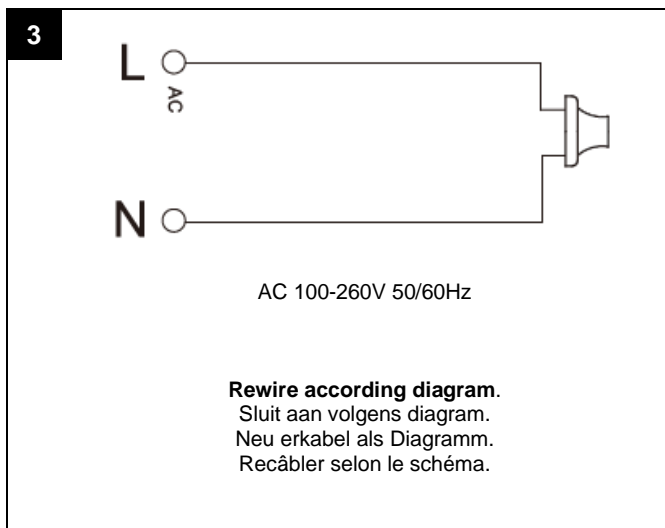 3
L
AC
N
AC 100-260V 50/60Hz
Rewire according diagram.
Sluit aan volgens diagram.
Neu erkabel als Diagramm.
Recâbler selon le schéma.